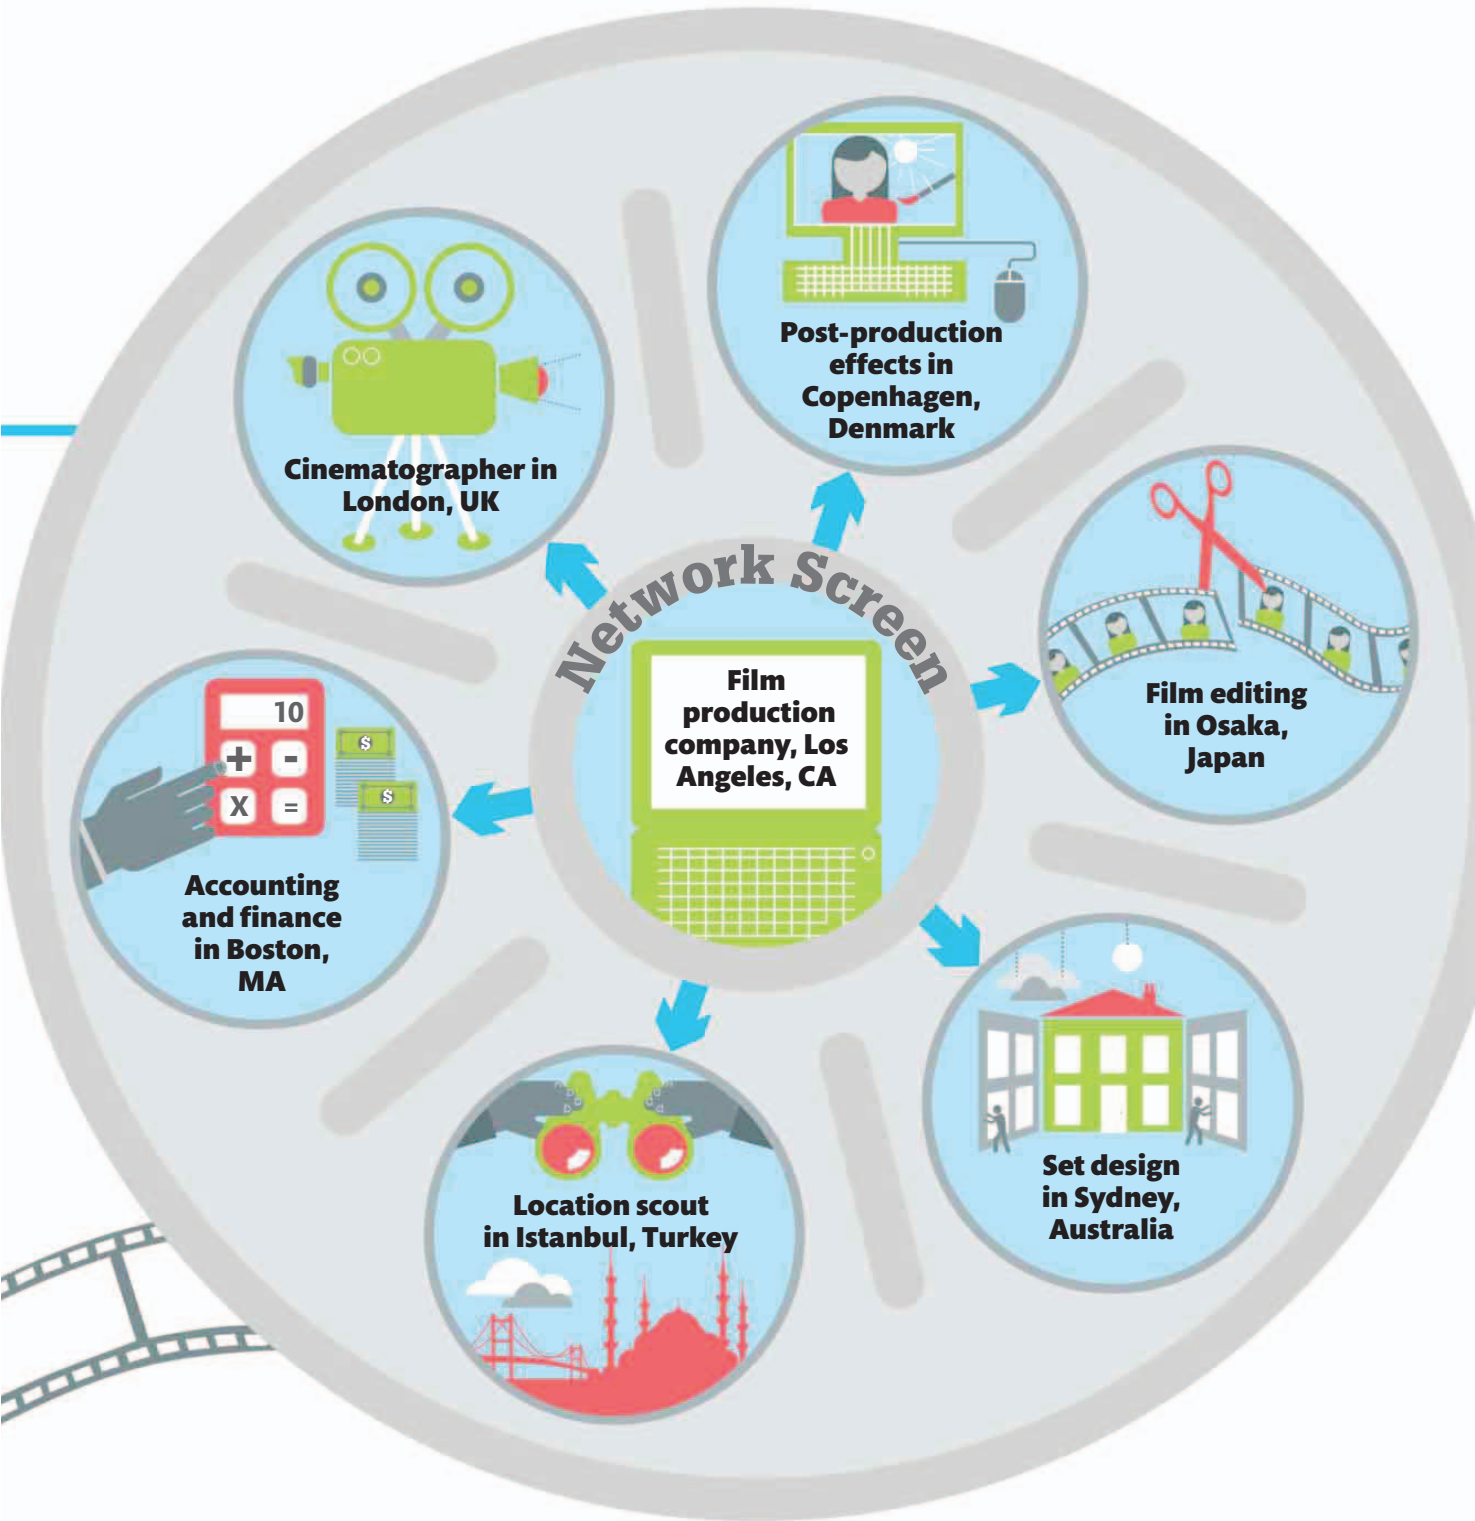 Post-production
effects in
Copenhagen,
Denmark
Cinematographer in
London, UK
Network Screen
Film
production
company, Los
Angeles, CA
Film editing
in Osaka,
Japan
10
+ -
X =
$
$
Accounting
and finance
in Boston,
MA
Set design
in Sydney,
Australia
Location scout
in Istanbul, Turkey